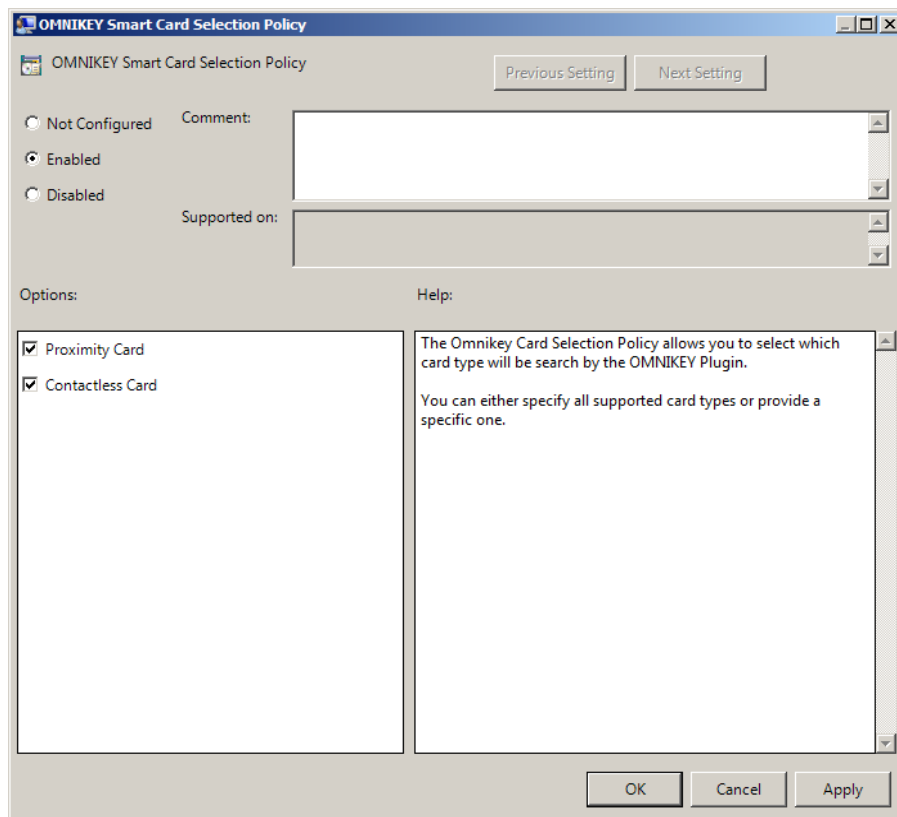 OMNIKEY Smart Card Selection Policy
OMNIKEY Smart Card Selection Policy
Previous Setting
Next Setting
Not Configured
Comment:
Enabled
Disabled
Supported on:
Options:
Help:
Proximity Card
Contactless Card
The Omnikey Card Selection Policy allows you to select which
card type will be search by the OMNIKEY Plugin.
You can either specify all supported card types or provide a
specific one.
OK
Cancel
Apply